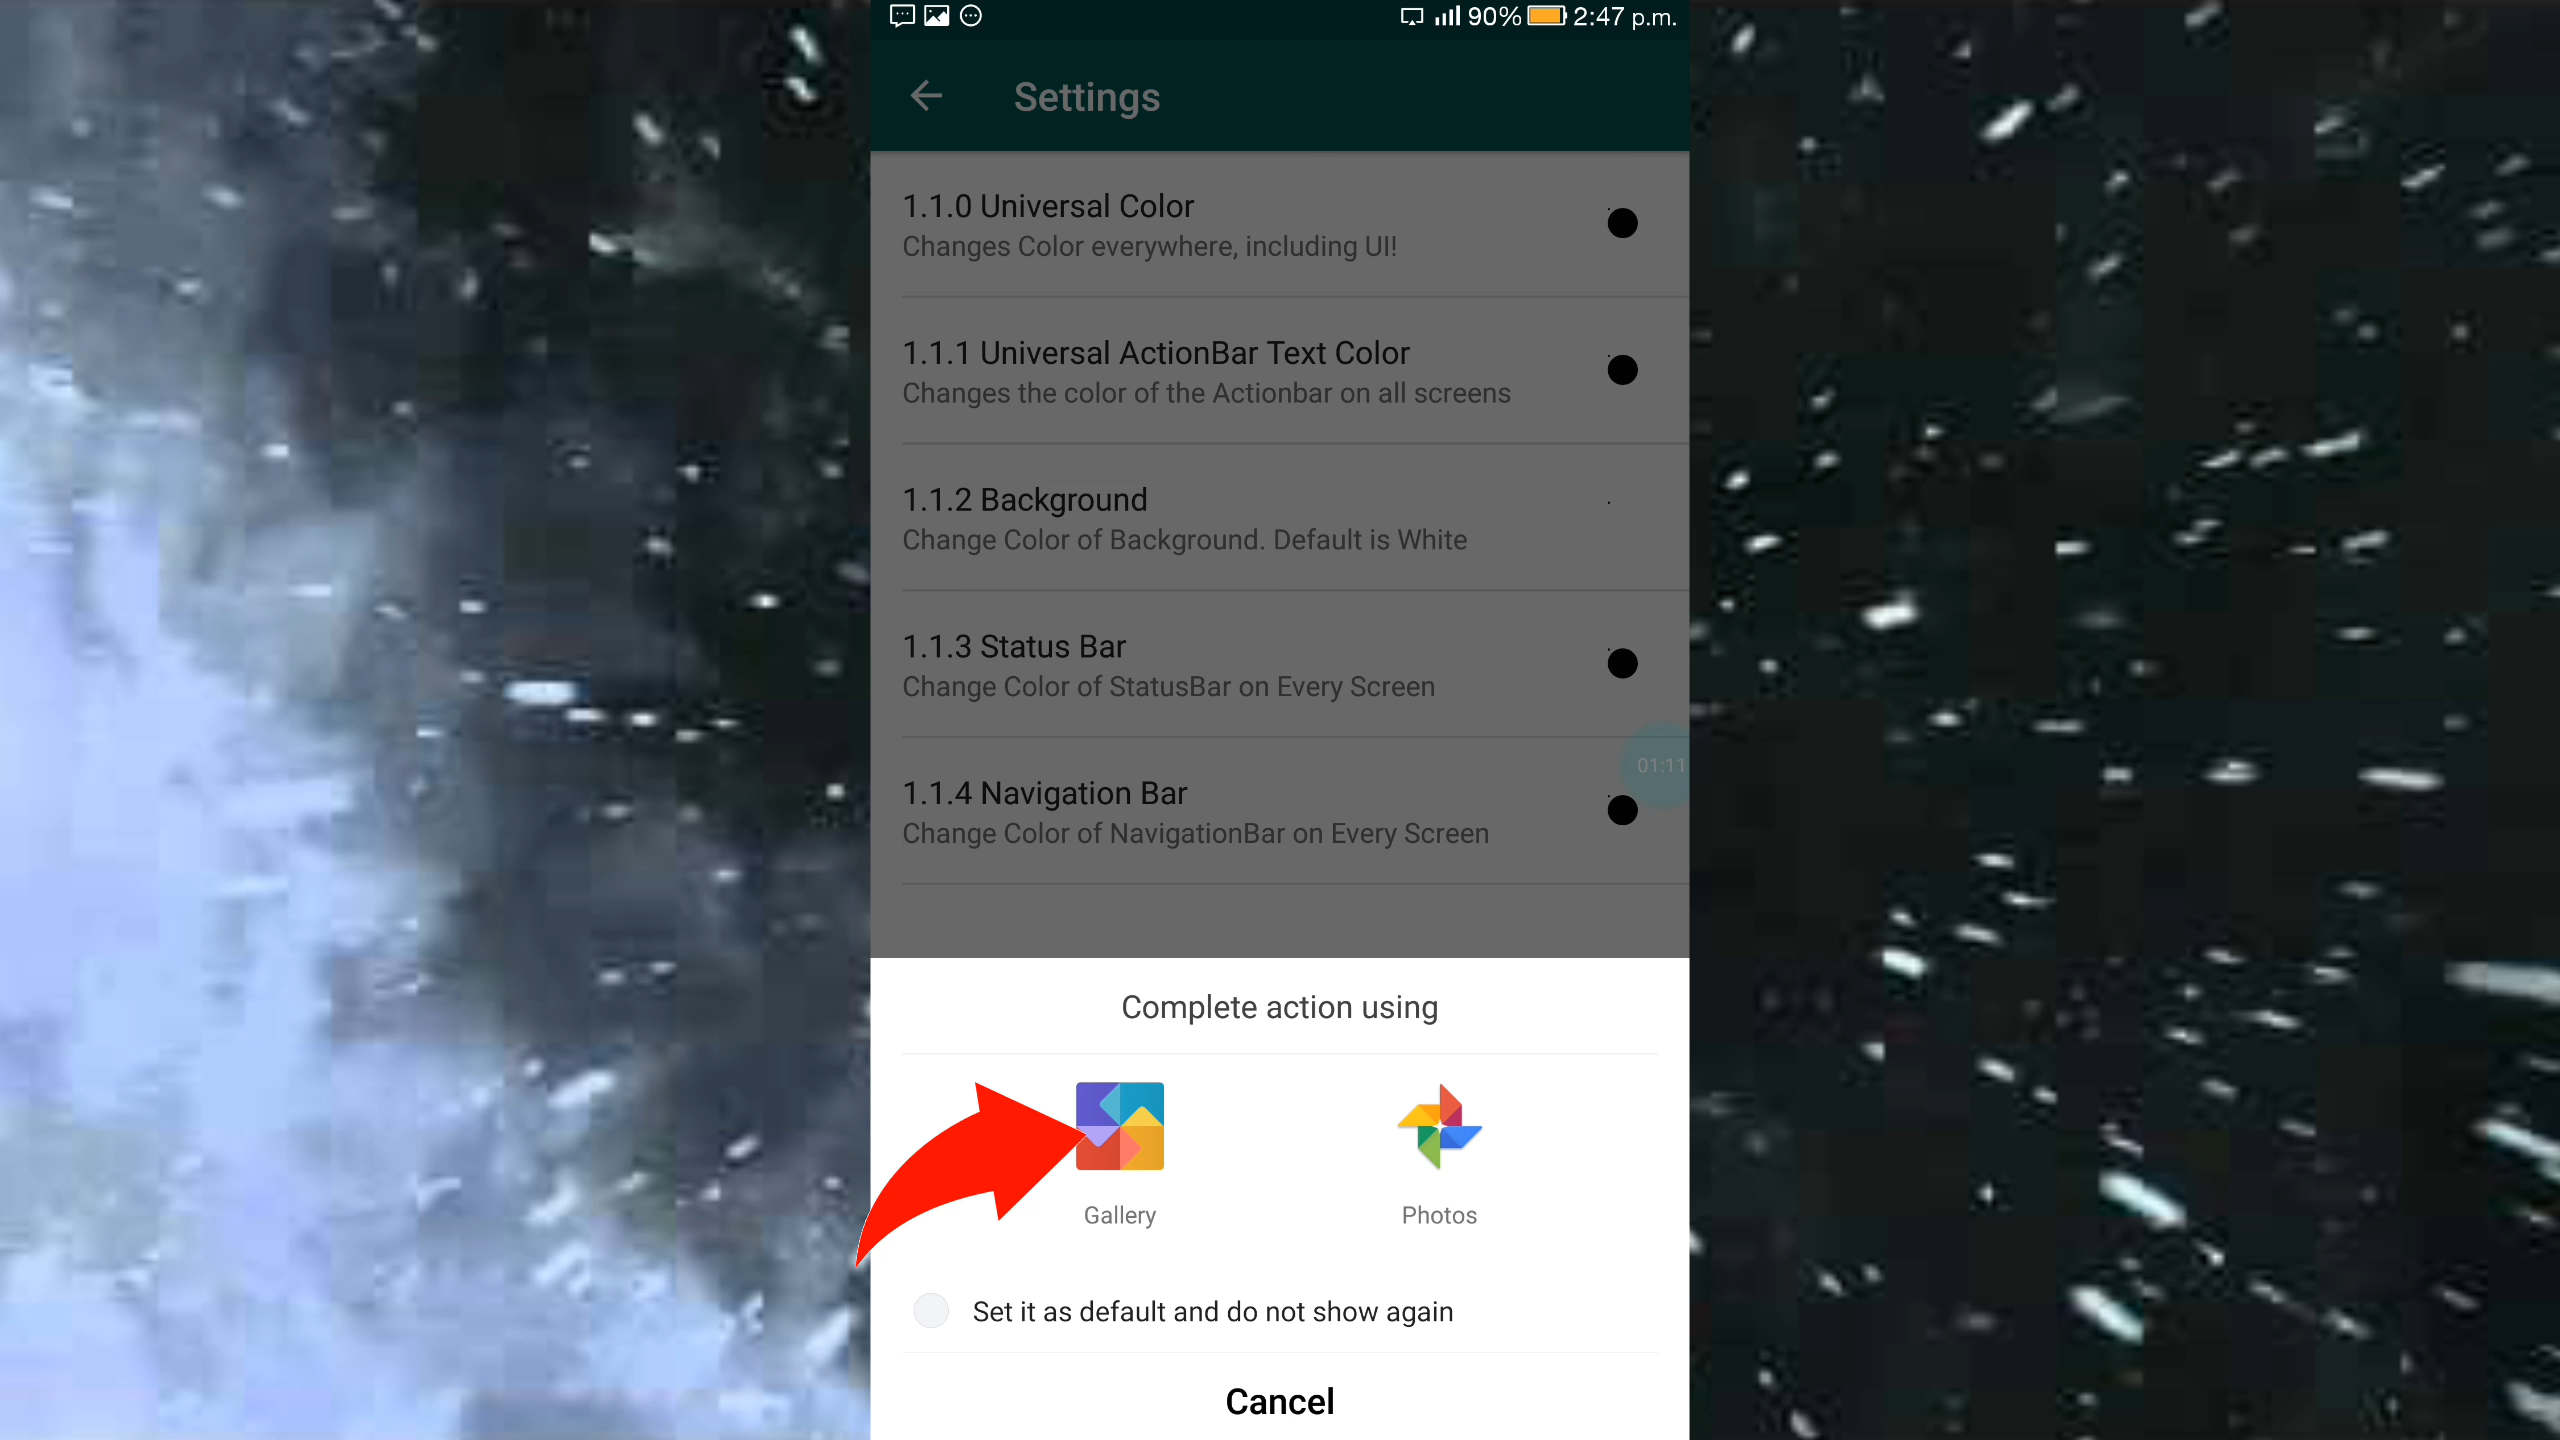 90% 2:47 p.m.
Settings
1.1.0 Universal Color
Changes Color everywhere, including UI!
1.1.1 Universal ActionBar Text Color
Changes the color of the Actionbar on all screens
1.1.2 Background
Change Color of Background. Default is White
1.1.3 Status Bar
Change Color of StatusBar on Every Screen
01:11
1.1.4 Navigation Bar
Change Color of NavigationBar on Every Screen
Complete action using
Gallery
Photos
Set it as default and do not show again
Cancel